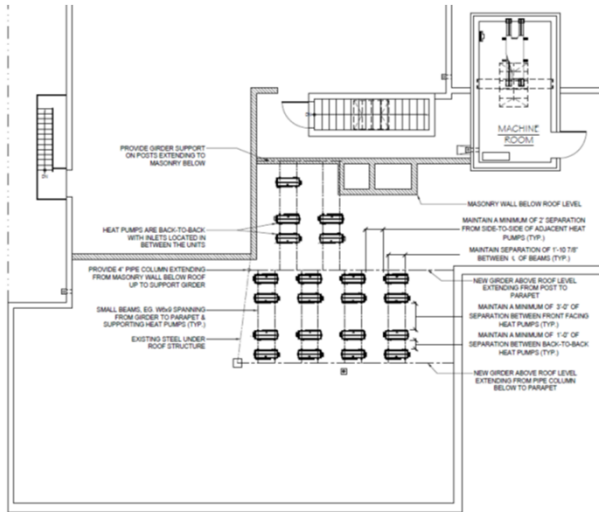 MACHINE
ROOM
PROVIDE GIRDER SUPPORT
ON POSTS EXTENDING TO
MASONRY BELOW
HEAT PUMPS ARE BACK-TO-BACK
WITH INLETS LOCATED IN
BETWEEN THE UNITS
PROVIDE 4" PIPE COLUMN EXTENDING
FROM MASONRY WALL BELOW ROOF
UP TO SUPPORT GIRDER
SMALL BEAMS, EG. W6x9 SPANNING
FROM GIRDER TO PARAPET &
SUPPORTING HEAT PUMPS (TYP.)
EXISTING STEEL UNDER
ROOF STRUCTURE
MASONRY WALL BELOW ROOF LEVEL
MAINTAIN A MINIMUM OF 2' SEPARATION
FROM SIDE-TO-SIDE OF ADJACENT HEAT
PUMPS (TYP.)
MAINTAIN SEPARATION OF 1'-10 7/8"
BETWEEN ℄ OF BEAMS (TYP.)
NEW GIRDER ABOVE ROOF LEVEL
EXTENDING FROM POST TO
PARAPET
MAINTAIN A MINIMUM OF 3'-0" OF
SEPARATION BETWEEN FRONT FACING
HEAT PUMPS (TYP.)
MAINTAIN A MINIMUM OF 1'-0" OF
SEPARATION BETWEEN BACK-TO-BACK
HEAT PUMPS (TYP.)
NEW GIRDER ABOVE ROOF LEVEL
EXTENDING FROM PIPE COLUMN
BELOW TO PARAPET